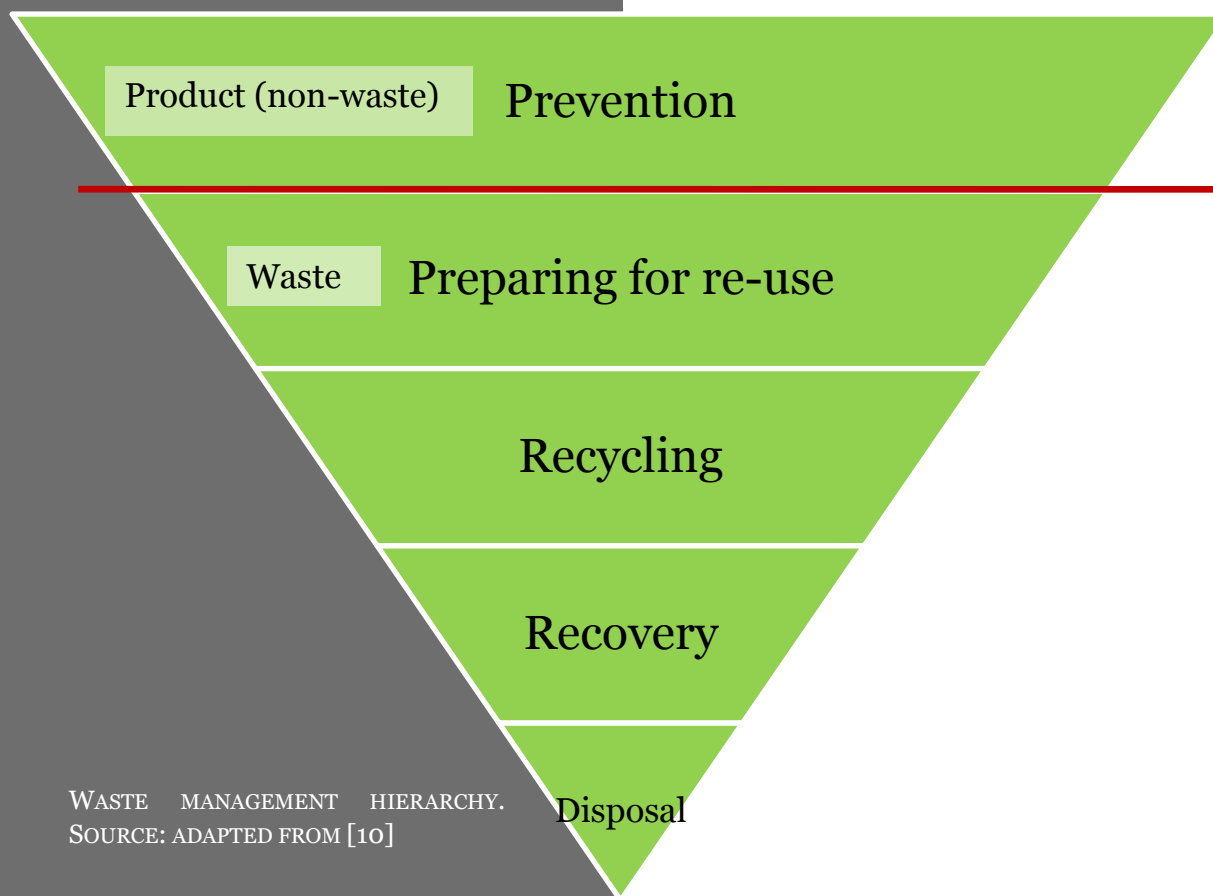 Product (non-waste)
Prevention
Waste
Preparing for re-use
Recycling
Recovery
Disposal
WASTE MANAGEMENT HIERARCHY.
SOURCE: ADAPTED FROM [10]